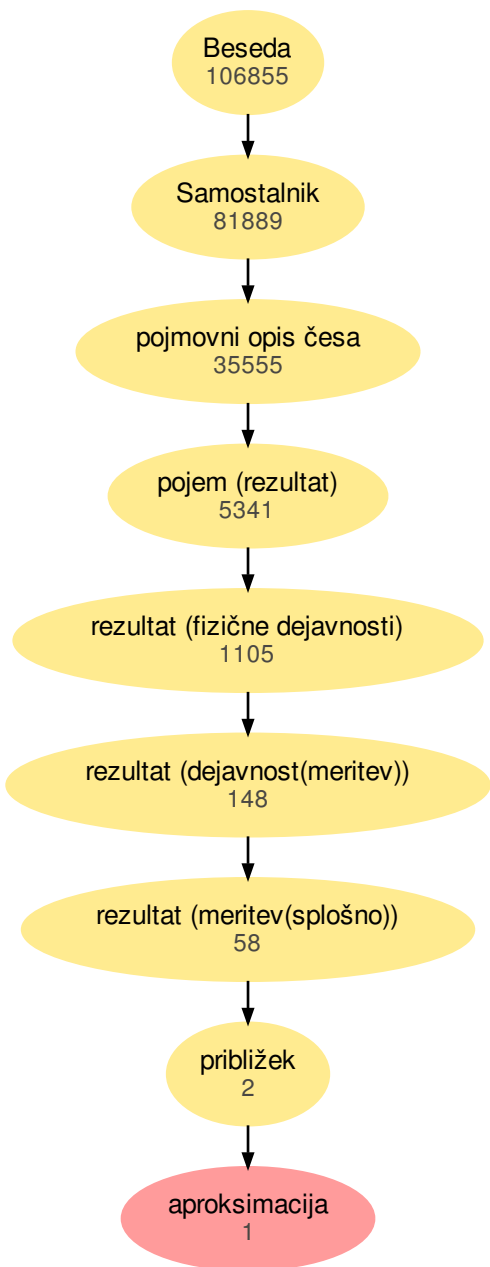 Beseda
106855
Samostalnik
81889
pojmovni opis česa
35555
pojem (rezultat)
5341
rezultat (fizične dejavnosti)
1105
rezultat (dejavnost(meritev))
148
rezultat (meritev(splošno))
58
približek
2
aproksimacija
1